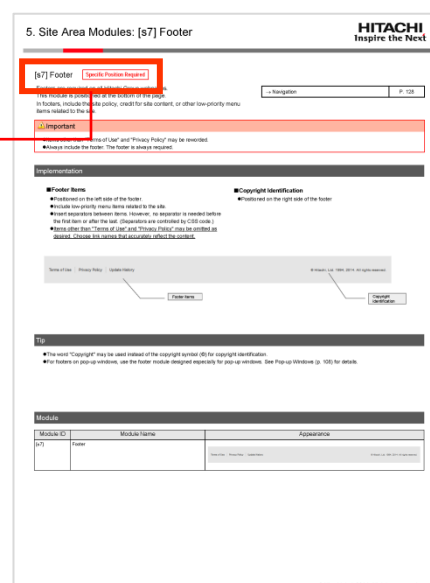 5. Site Area Modules: [s7] Footer
HITACHI
Inspire the Next
[s7] Footer
Specific Position Required
This module is positioned at the bottom of the page.
In footers, include the site policy, credit for site content, or other low-priority menu
items related to the site.
→ Navigation
P. 128
Important
"Terms of Use" and "Privacy Policy" may be reworded.
●Always include the footer. The footer is always required.
Implementation
■Footer Items
●Positioned on the left side of the footer.
●Include low-priority menu items related to the site.
●Insert separators between items. However, no separator is needed before
the first item or after the last. (Separators are controlled by CSS code.)
●Items other than "Terms of Use" and "Privacy Policy" may be omitted as
desired. Choose link names that accurately reflect the content.
■Copyright Identification
●Positioned on the right side of the footer
Terms of Use | Privacy Policy | Update History
© Hitachi, Ltd. 1994, 2014. All rights reserved.
Footer Items
Copyright
Identification
Tip
●The word "Copyright" may be used instead of the copyright symbol (©) for copyright identification.
●For footers on pop-up windows, use the footer module designed especially for pop-up windows. See Pop-up Windows (p. 108) for details.
Module
Module ID
Module Name
Appearance
[s7]
Footer